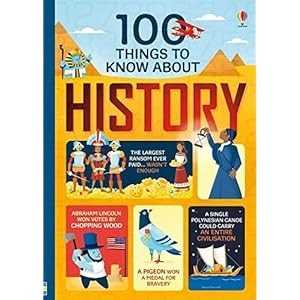 100
THINGS TO
KNOW ABOUT
HISTORY
THE LARGEST
RANSOM EVER
PAID... WASN'T
ENOUGH
ABRAHAM LINCOLN
WON VOTES BY
CHOPPING WOOD
A PIGEON WON
A MEDAL FOR
BRAVERY
A SINGLE
POLYNESIAN CANOE
COULD CARRY
AN ENTIRE
CIVILISATION